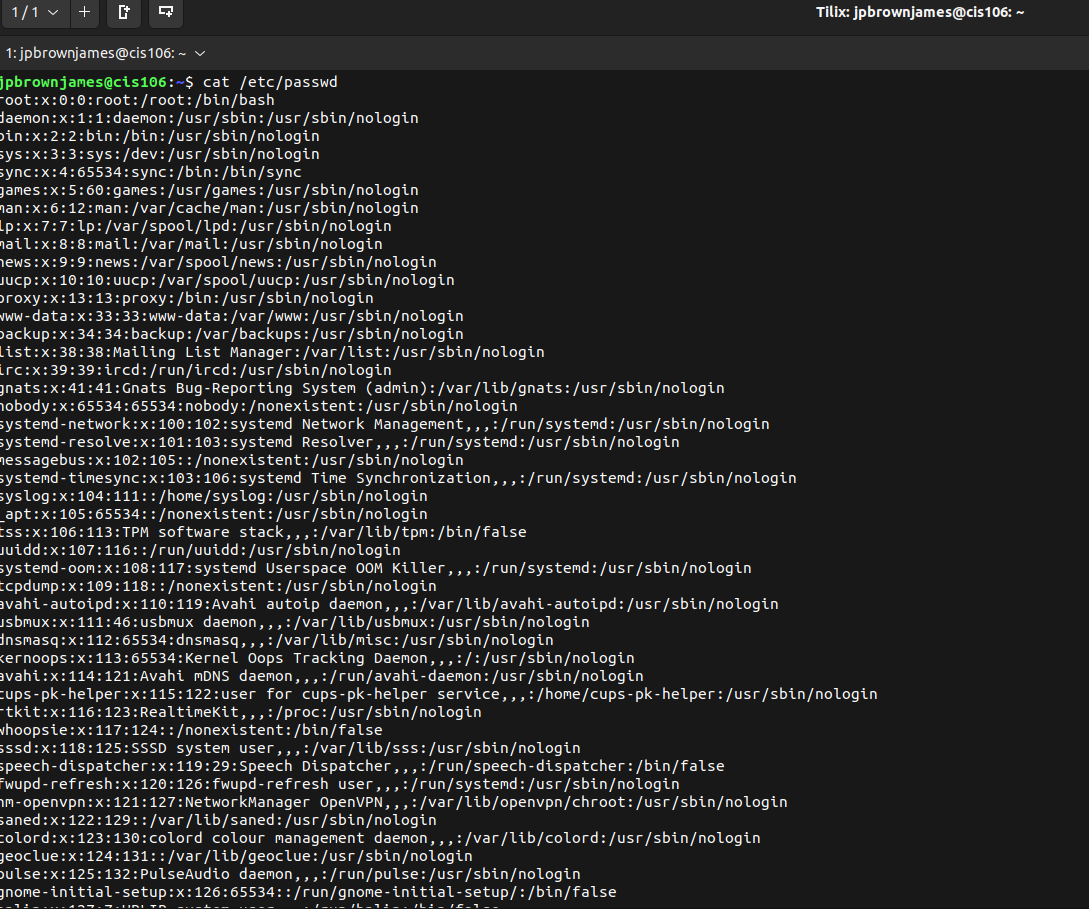 1 / 1
Tilix: jpbrownjames@cis106: ~
1: jpbrownjames@cis106: ~
jpbrownjames@cis106:~$ cat /etc/passwd
root:x:0:0:root:/root:/bin/bash
daemon:x:1:1:daemon:/usr/sbin:/usr/sbin/nologin
bin:x:2:2:bin:/bin:/usr/sbin/nologin
sys:x:3:3:sys:/dev:/usr/sbin/nologin
sync:x:4:65534:sync:/bin:/bin/sync
games:x:5:60:games:/usr/games:/usr/sbin/nologin
man:x:6:12:man:/var/cache/man:/usr/sbin/nologin
lp:x:7:7:lp:/var/spool/lpd:/usr/sbin/nologin
mail:x:8:8:mail:/var/mail:/usr/sbin/nologin
news:x:9:9:news:/var/spool/news:/usr/sbin/nologin
uucp:x:10:10:uucp:/var/spool/uucp:/usr/sbin/nologin
proxy:x:13:13:proxy:/bin:/usr/sbin/nologin
www-data:x:33:33:www-data:/var/www:/usr/sbin/nologin
backup:x:34:34:backup:/var/backups:/usr/sbin/nologin
list:x:38:38:Mailing List Manager:/var/list:/usr/sbin/nologin
irc:x:39:39:ircd:/run/ircd:/usr/sbin/nologin
gnats:x:41:41:Gnats Bug-Reporting System (admin):/var/lib/gnats:/usr/sbin/nologin
nobody:x:65534:65534:nobody:/nonexistent:/usr/sbin/nologin
systemd-network:x:100:102:systemd Network Management,,,:/run/systemd:/usr/sbin/nologin
systemd-resolve:x:101:103:systemd Resolver,,,:/run/systemd:/usr/sbin/nologin
messagebus:x:102:105::/nonexistent:/usr/sbin/nologin
systemd-timesync:x:103:106:systemd Time Synchronization,,,:/run/systemd:/usr/sbin/nologin
syslog:x:104:111::/home/syslog:/usr/sbin/nologin
_apt:x:105:65534::/nonexistent:/usr/sbin/nologin
tss:x:106:113:TPM software stack,,,:/var/lib/tpm:/bin/false
uuidd:x:107:116::/run/uuidd:/usr/sbin/nologin
systemd-oom:x:108:117:systemd Userspace OOM Killer,,,:/run/systemd:/usr/sbin/nologin
tcpdump:x:109:118::/nonexistent:/usr/sbin/nologin
avahi-autoipd:x:110:119:Avahi autoip daemon,,,:/var/lib/avahi-autoipd:/usr/sbin/nologin
usbmux:x:111:46:usbmux daemon,,,:/var/lib/usbmux:/usr/sbin/nologin
dnsmasq:x:112:65534:dnsmasq,,,:/var/lib/misc:/usr/sbin/nologin
kernoops:x:113:65534:Kernel Oops Tracking Daemon,,,:/:/usr/sbin/nologin
avahi:x:114:121:Avahi mDNS daemon,,,:/run/avahi-daemon:/usr/sbin/nologin
cups-pk-helper:x:115:122:user for cups-pk-helper service,,,:/home/cups-pk-helper:/usr/sbin/nologin
rtkit:x:116:123:RealtimeKit,,,:/proc:/usr/sbin/nologin
whoopsie:x:117:124::/nonexistent:/bin/false
sssd:x:118:125:SSSD system user,,,:/var/lib/sss:/usr/sbin/nologin
speech-dispatcher:x:119:29:Speech Dispatcher,,,:/run/speech-dispatcher:/bin/false
fwupd-refresh:x:120:126:fwupd-refresh user,,,:/run/systemd:/usr/sbin/nologin
nm-openvpn:x:121:127:NetworkManager OpenVPN,,,:/var/lib/openvpn/chroot:/usr/sbin/nologin
saned:x:122:129::/var/lib/saned:/usr/sbin/nologin
colord:x:123:130:colord colour management daemon,,,:/var/lib/colord:/usr/sbin/nologin
geoclue:x:124:131::/var/lib/geoclue:/usr/sbin/nologin
pulse:x:125:132:PulseAudio daemon,,,:/run/pulse:/usr/sbin/nologin
gnome-initial-setup:x:126:65534::/run/gnome-initial-setup/:/bin/false